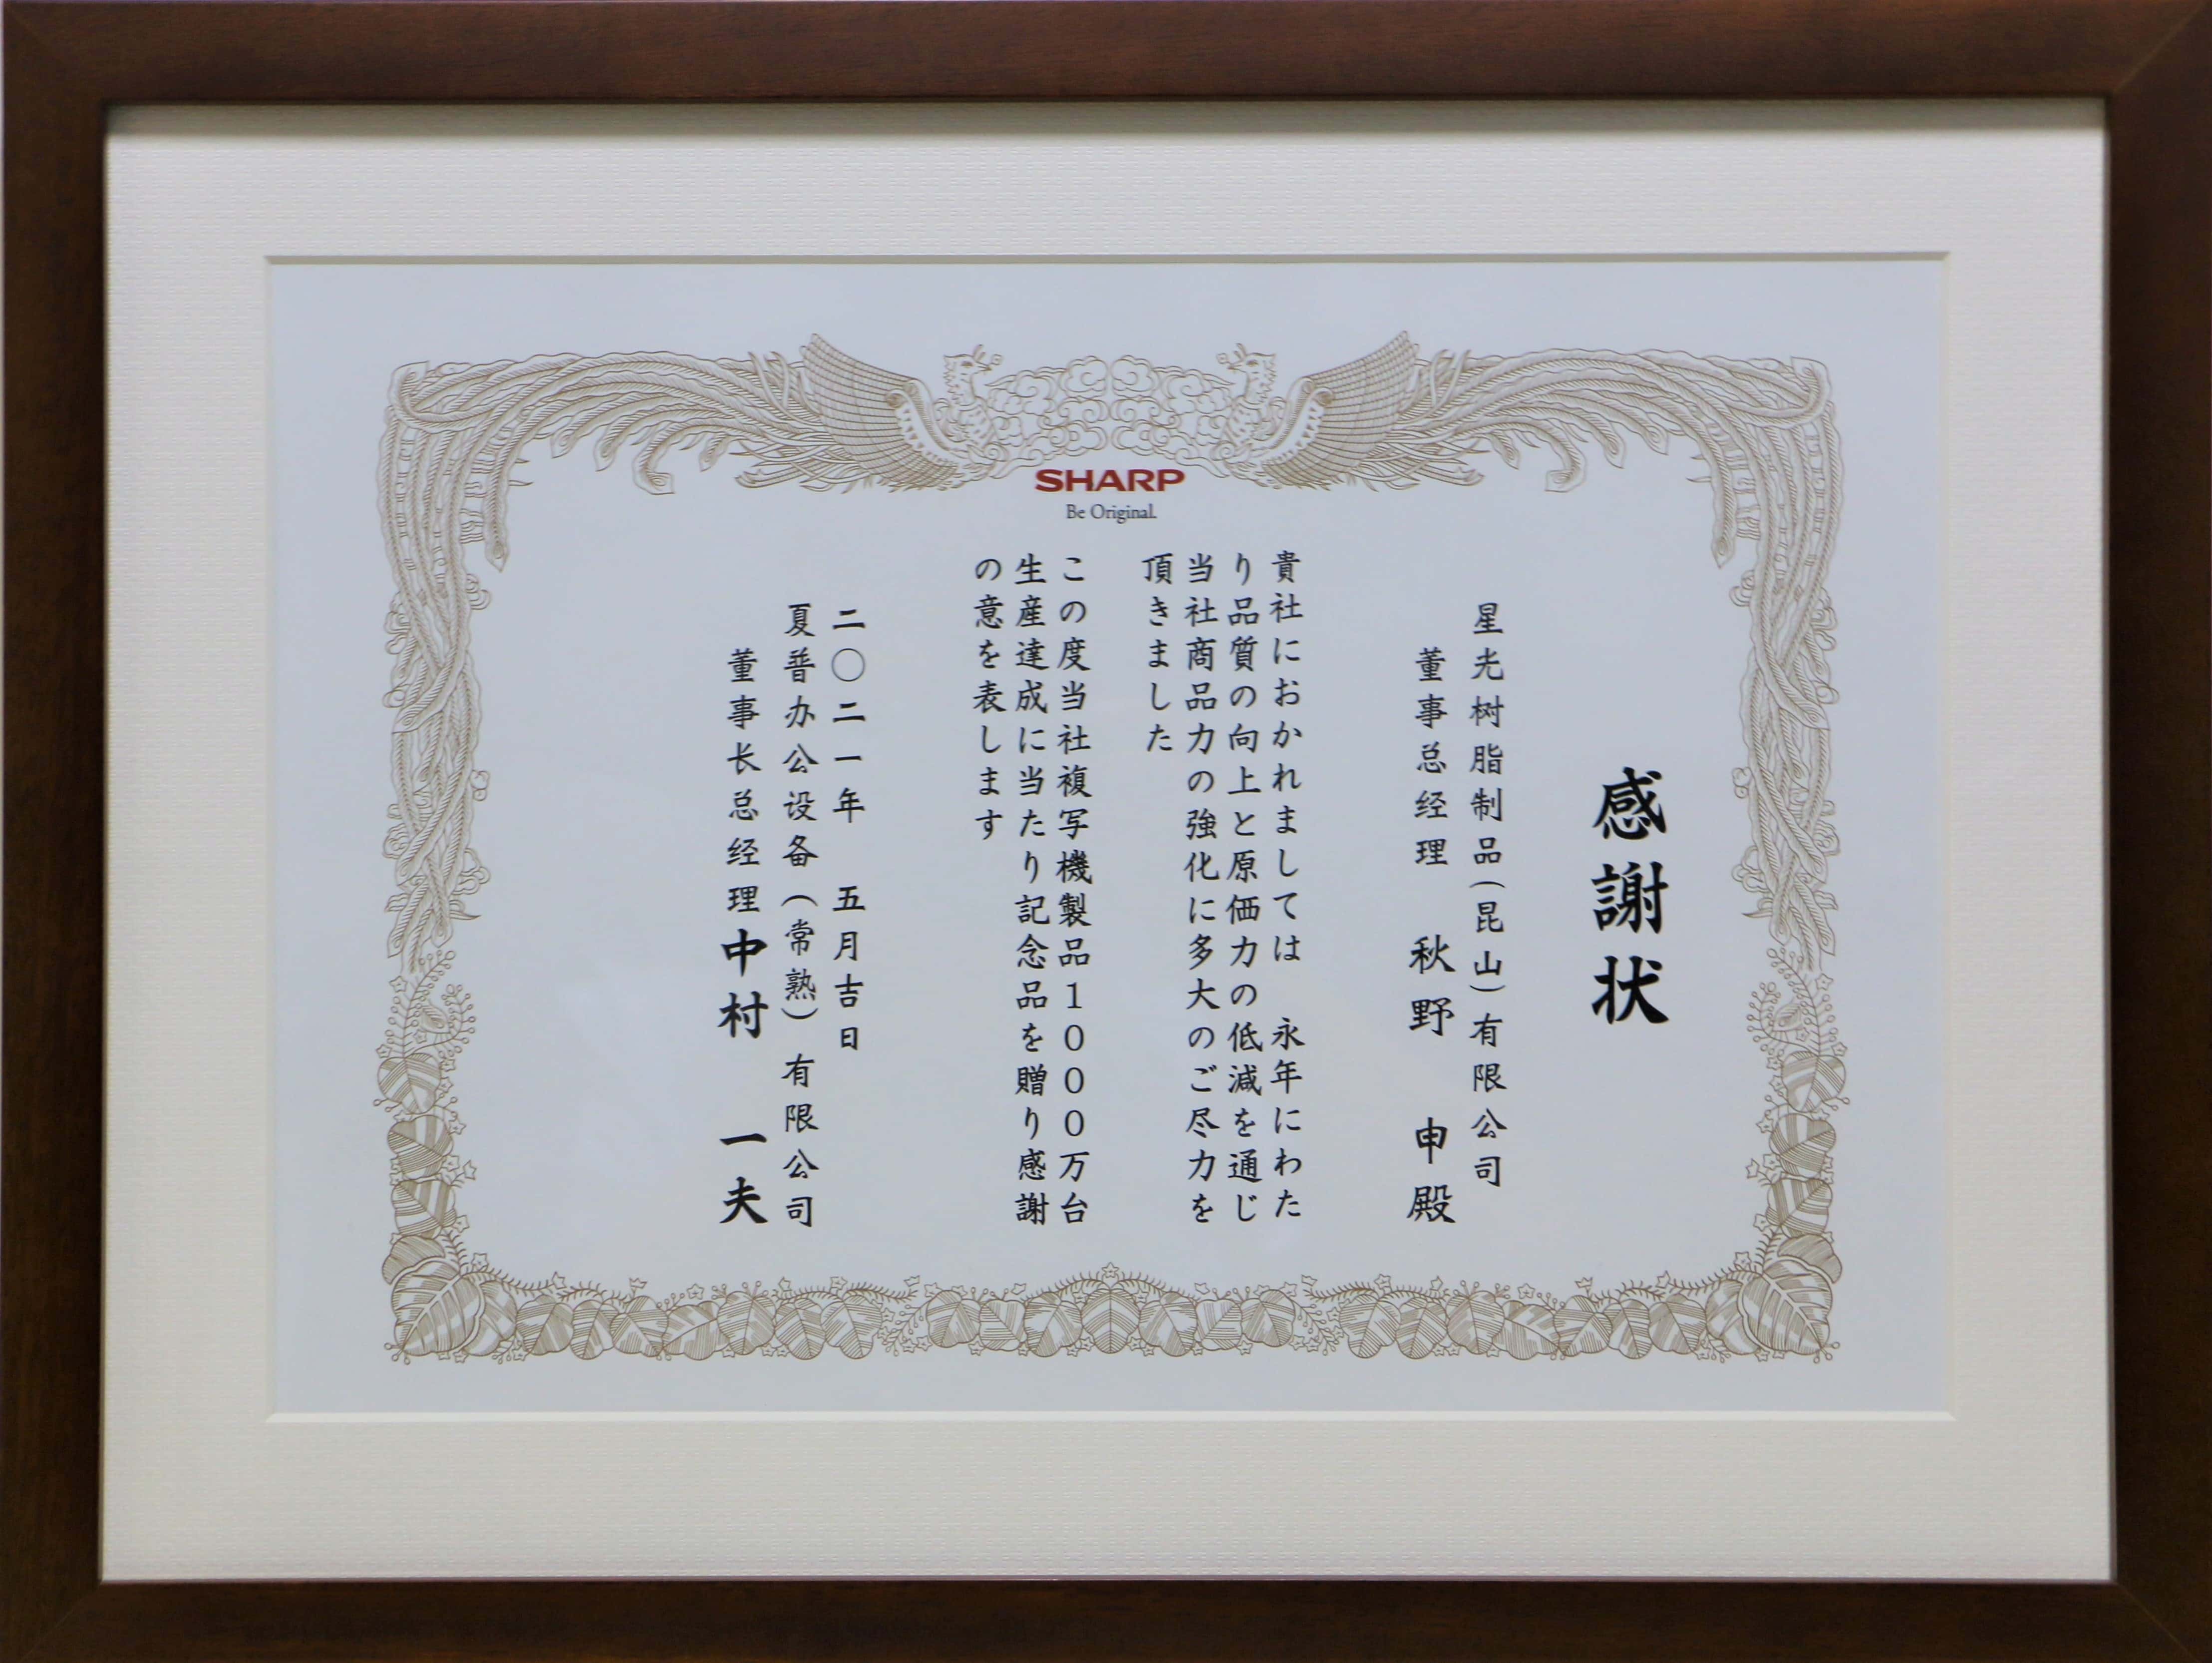 SHARP
Be Original.
感謝状
星光树脂制品(昆山)有限公司
董事总经理 秋野 申殿
貴社におかれましては 永年にわた
り品質の向上と原価力の低減を通じ
当社商品力の強化に多大のご尽力を
頂きました
この度当社複写機製品1000万台
生産達成に当たり記念品を贈り感謝
の意を表します
二〇二一年 五月吉日
夏普办公设备(常熟)有限公司
董事长总经理中村 一夫